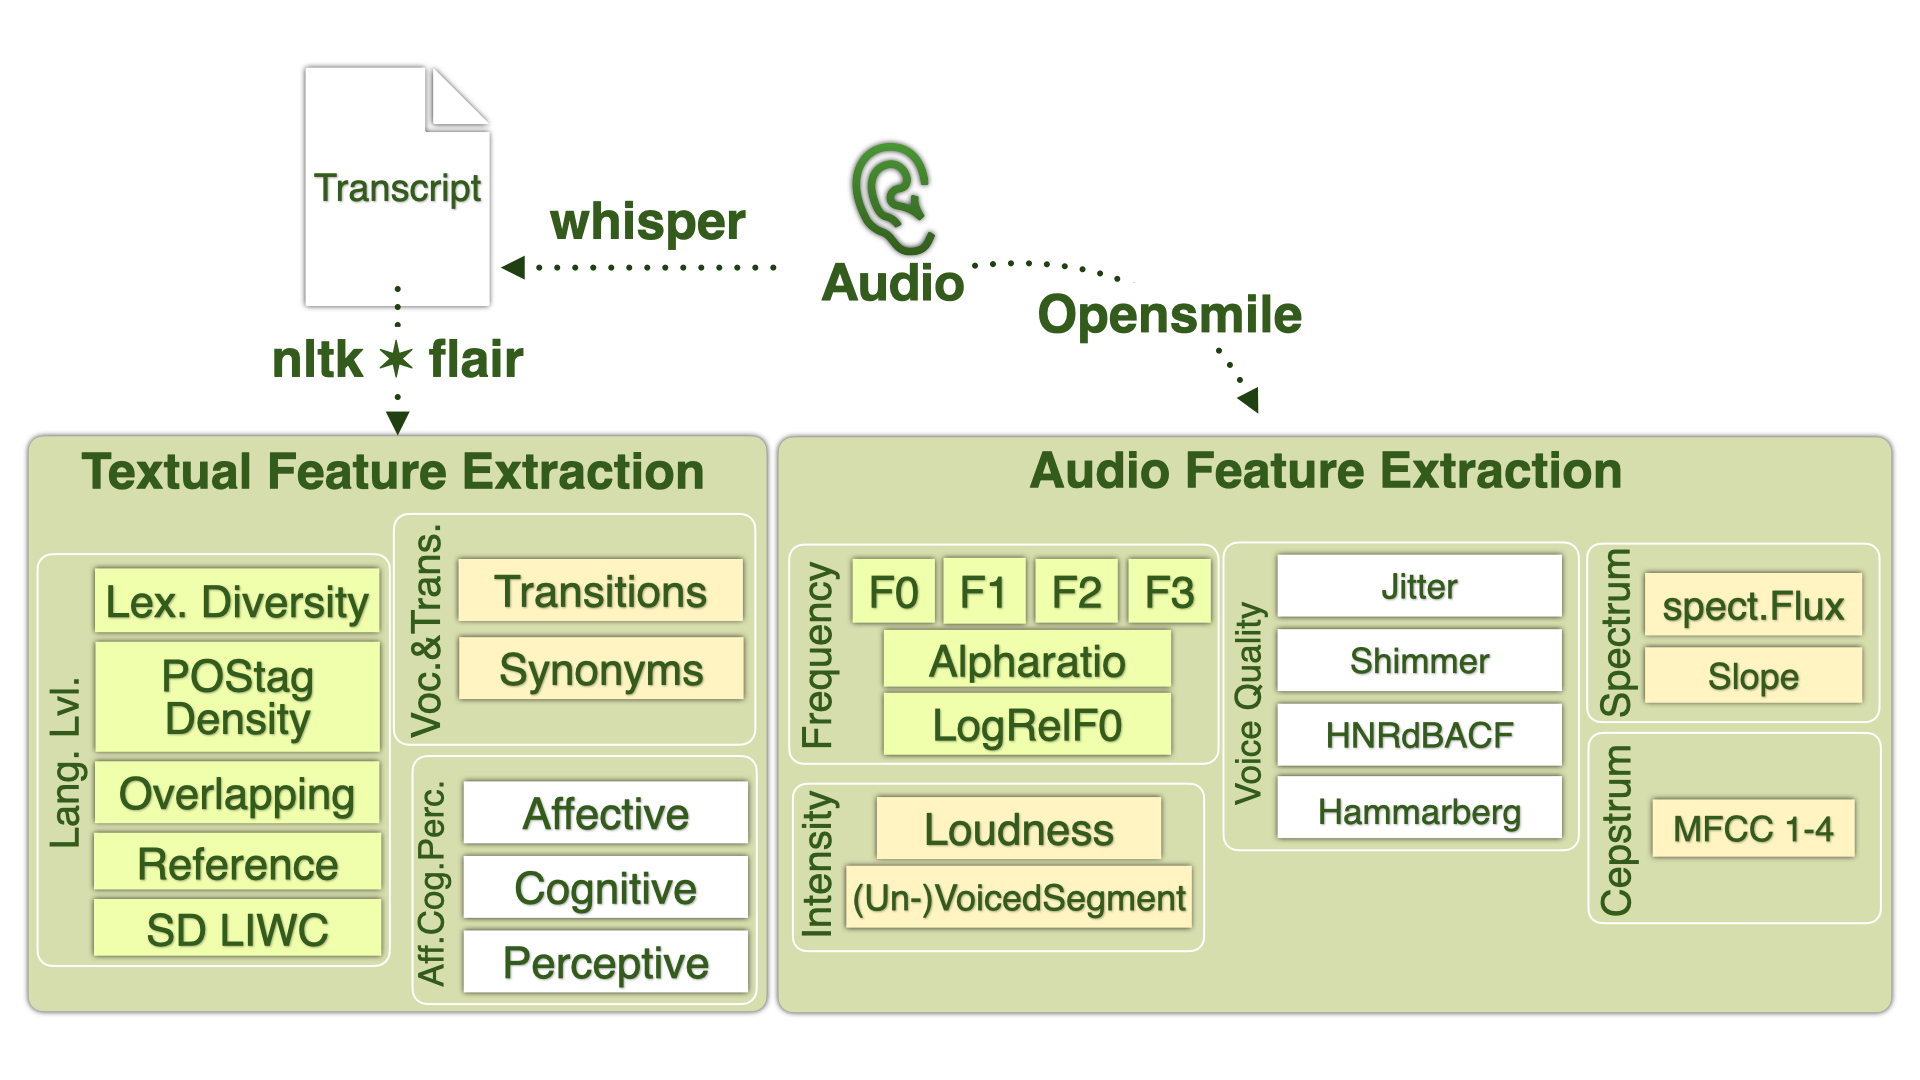 Transcript
whisper
Audio
Opensmile
nltk ✶ flair
Textual Feature Extraction
Lang. Lvl.
Lex. Diversity
POStag
Density
Overlapping
Reference
SD LIWC
Voc.&Trans.
Transitions
Synonyms
Aff.Cog.Perc.
Affective
Cognitive
Perceptive
Audio Feature Extraction
Frequency
F0
F1
F2
F3
Alpharatio
LogRelF0
Intensity
Loudness
(Un-)VoicedSegment
Voice Quality
Jitter
Shimmer
HNRdBACF
Hammarberg
Spectrum
spect.Flux
Slope
Cepstrum
MFCC 1-4